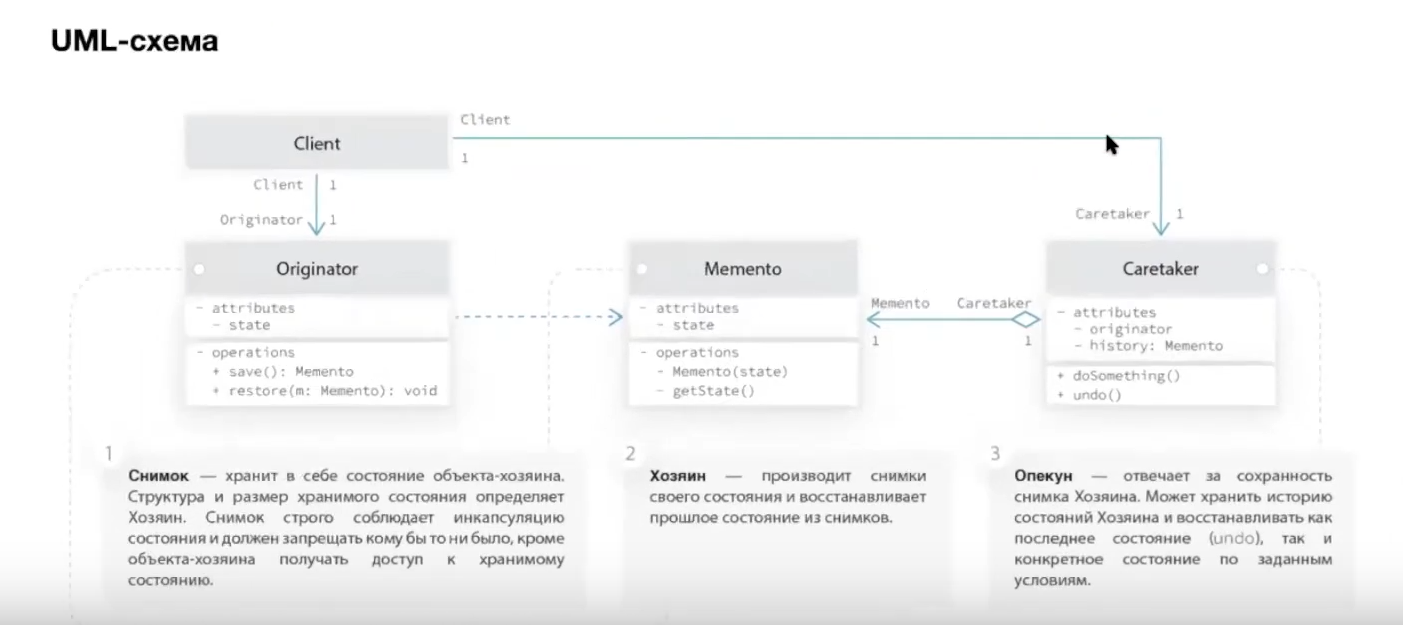 UML-схема
Client
Client
1
Client 1
Originator 1
Caretaker 1
Originator
- attributes
- state
- operations
+ save(): Memento
+ restore(m: Memento): void
Memento
- attributes
- state
- operations
- Memento(state)
- getState()
Memento Caretaker
1 1
Caretaker
- attributes
- originator
- history: Memento
+ doSomething()
+ undo()
1
Снимок — хранит в себе состояние объекта-хозяина.
Структура и размер хранимого состояния определяет
Хозяин. Снимок строго соблюдает инкапсуляцию
состояния и должен запрещать кому бы то ни было, кроме
объекта-хозяина получать доступ к хранимому
состоянию.
2
Хозяин — производит снимки
своего состояния и восстанавливает
прошлое состояние из снимков.
3
Опекун — отвечает за сохранность
снимка Хозяина. Может хранить историю
состояний Хозяина и восстанавливать как
последнее состояние (undo), так и
конкретное состояние по заданным
условиям.